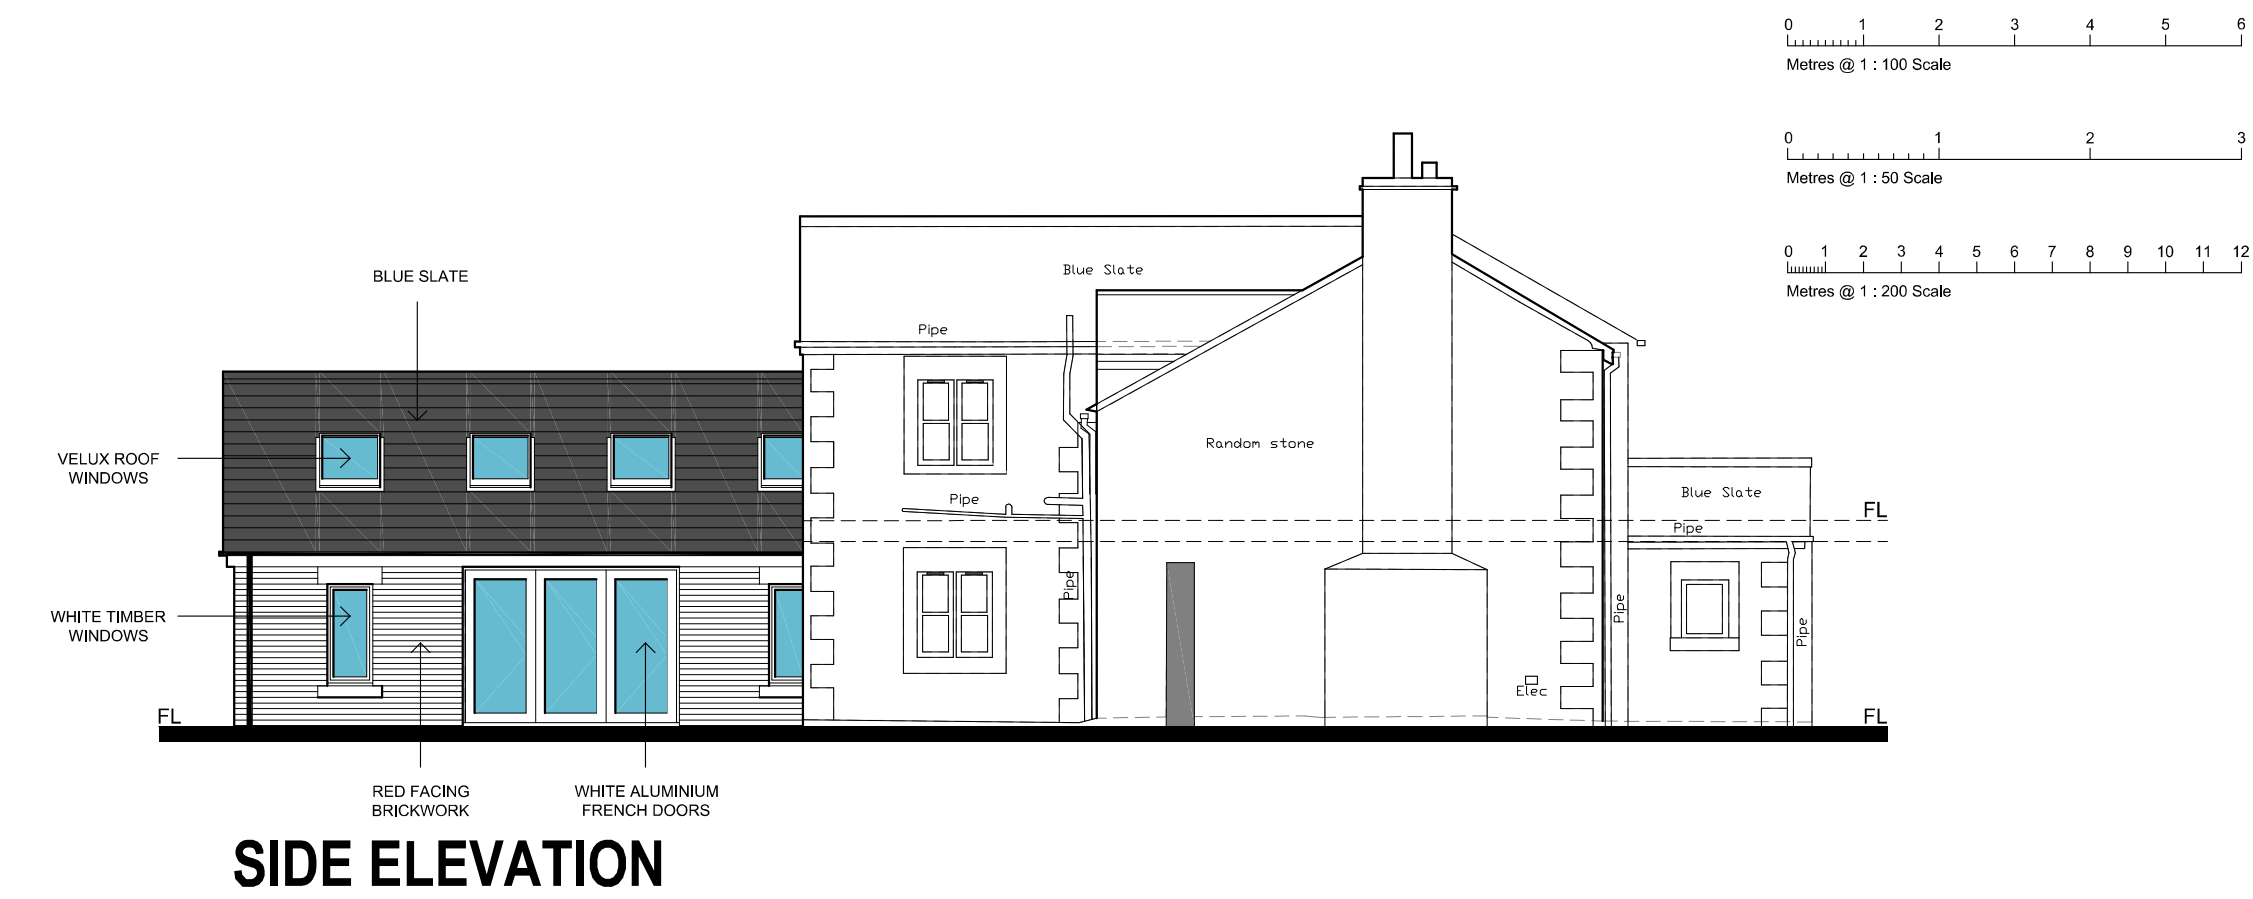 0 1 2 3 4 5 6
Metres @ 1 : 100 Scale
0 1 2 3
Metres @ 1 : 50 Scale
0 1 2 3 4 5 6 7 8 9 10 11 12
Metres @ 1 : 200 Scale
BLUE SLATE
VELUX ROOF
WINDOWS
WHITE TIMBER
WINDOWS
FL
RED FACING
BRICKWORK
WHITE ALUMINIUM
FRENCH DOORS
Blue Slate
Pipe
Pipe
Pipe
Random stone
Elec
Pipe
Blue Slate
Pipe
Pipe
FL
FL
SIDE ELEVATION